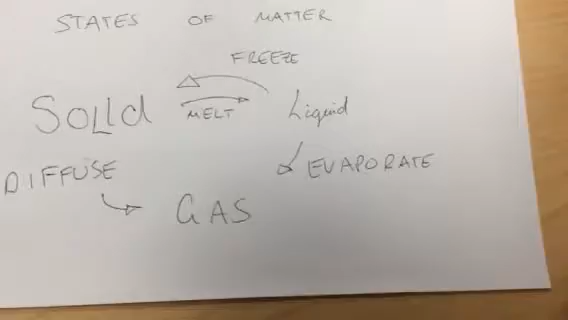 STATES OF MATTER
FREEZE
SOLId MELT Liquid
DIFFUSE EVAPORATE
GAS